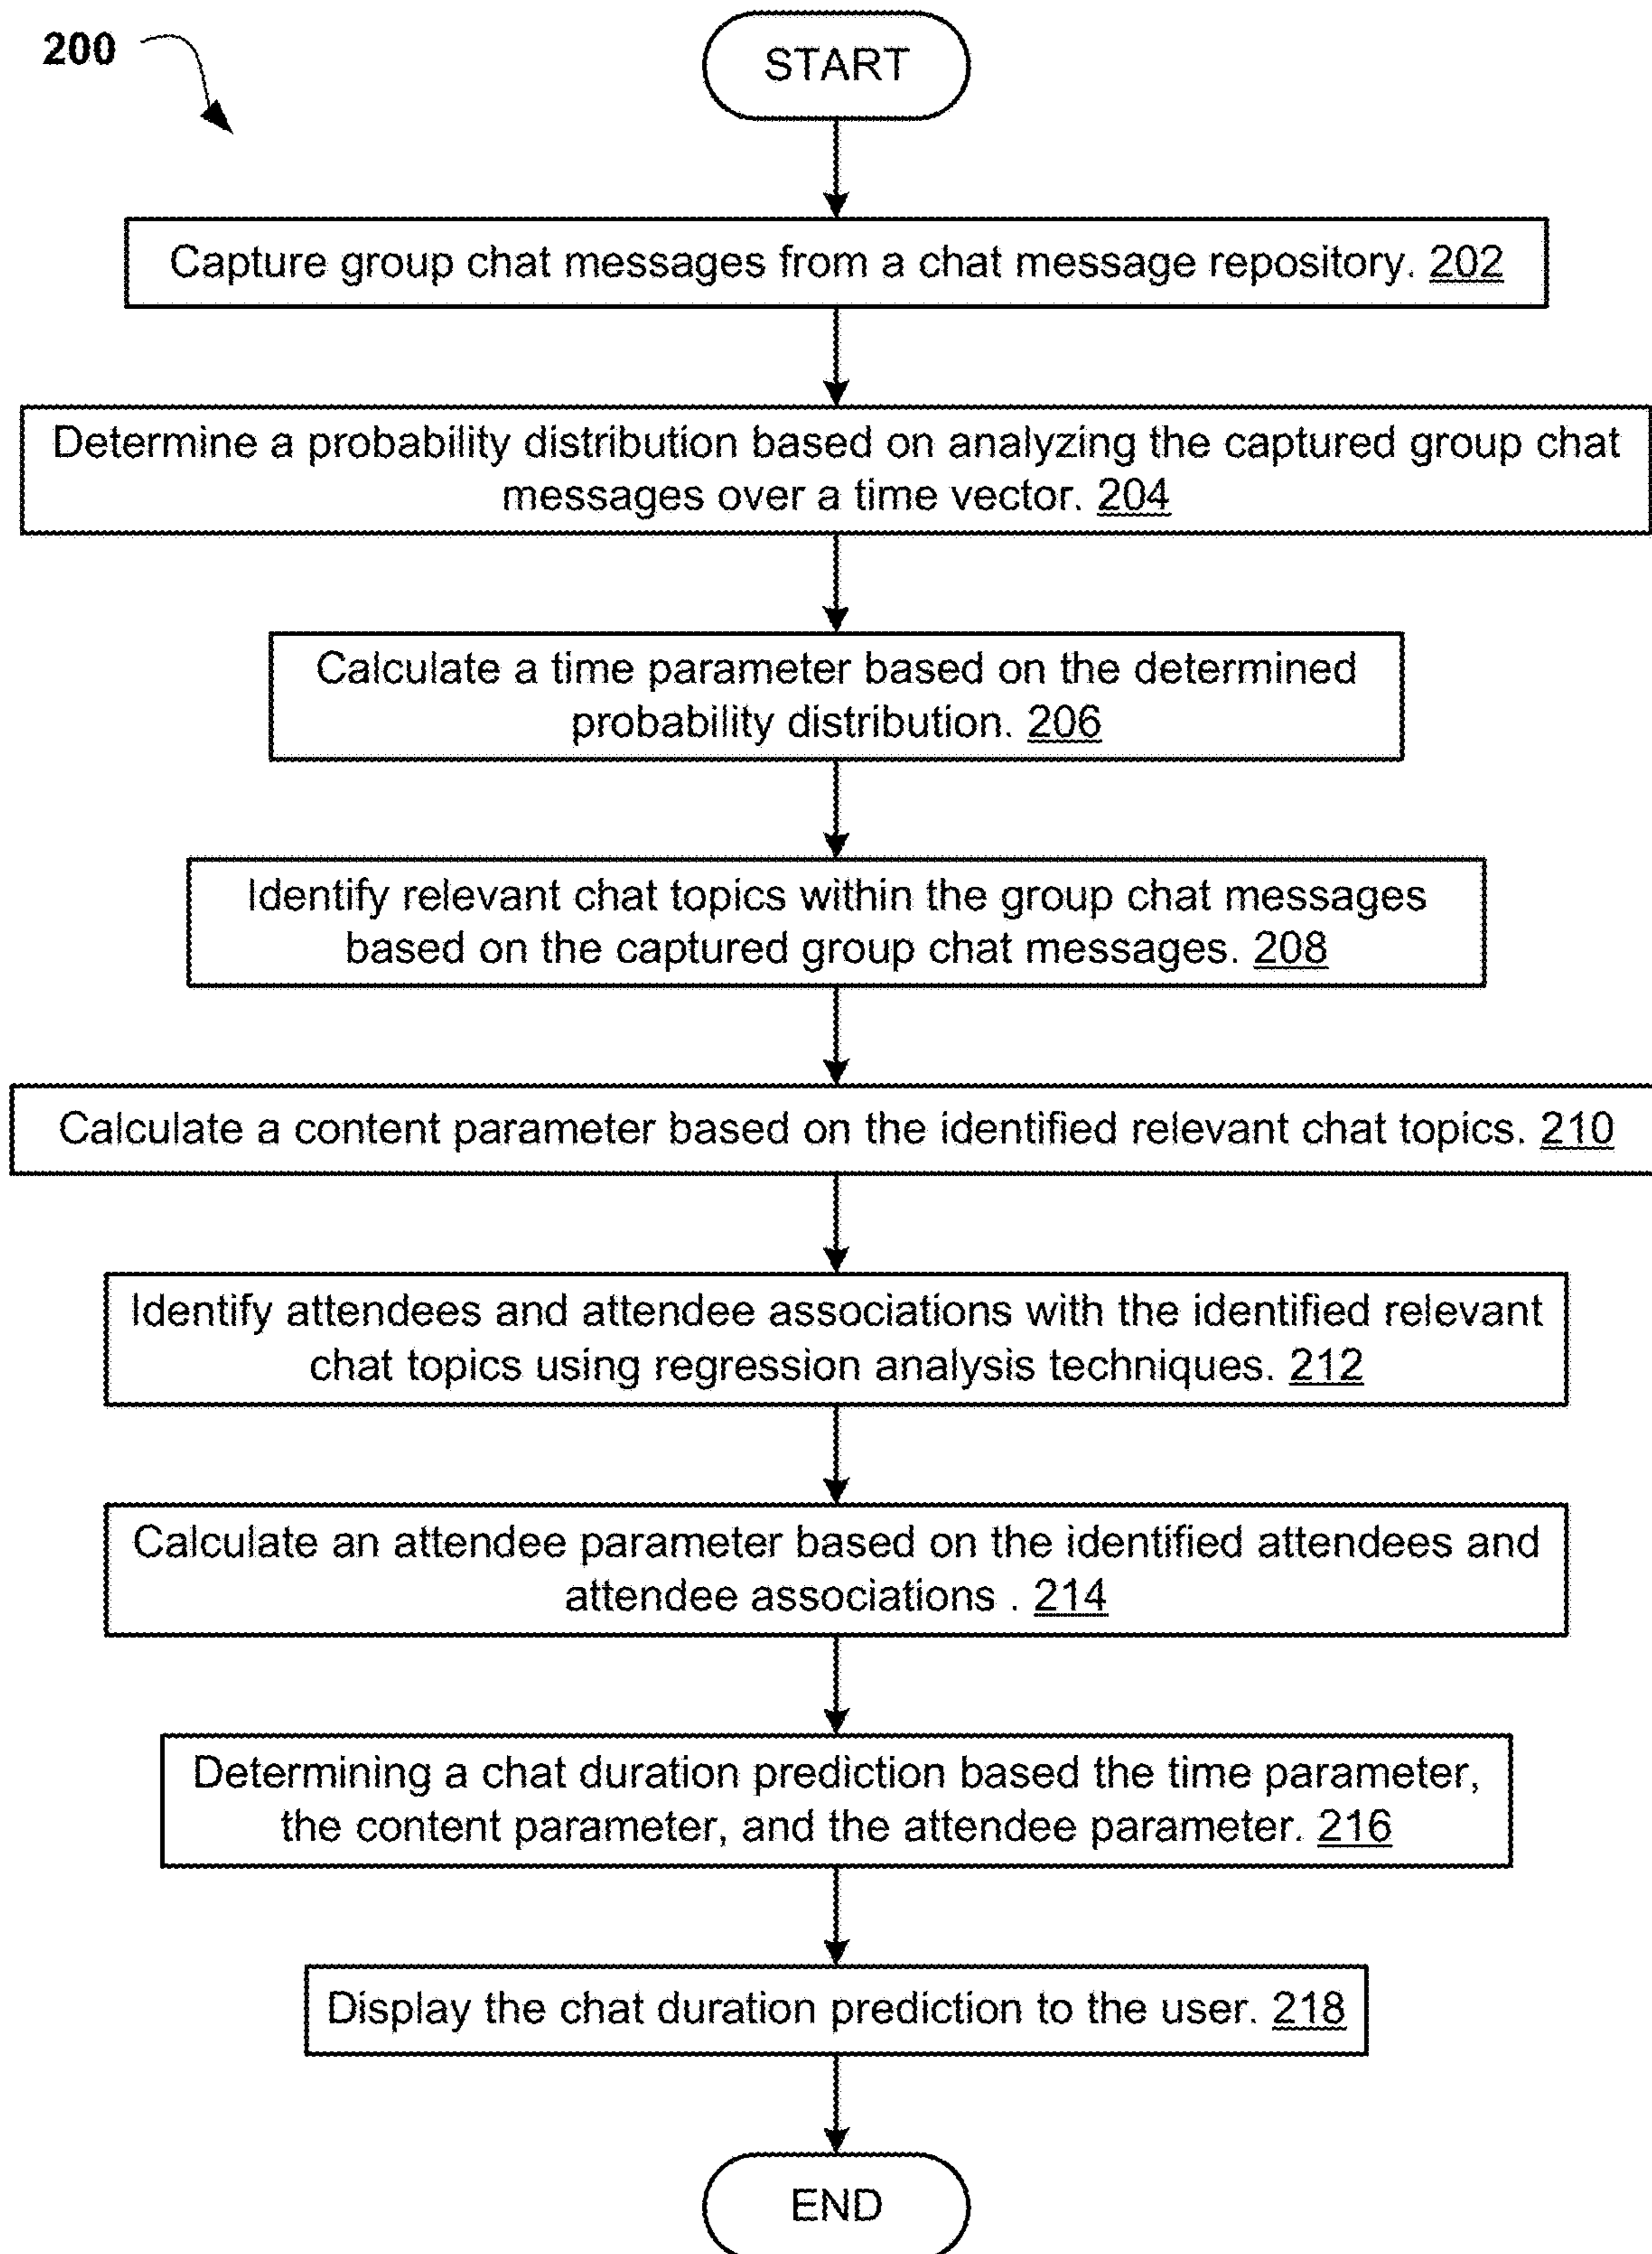 200
START
Capture group chat messages from a chat message repository. 202
Determine a probability distribution based on analyzing the captured group chat
messages over a time vector. 204
Calculate a time parameter based on the determined
probability distribution. 206
Identify relevant chat topics within the group chat messages
based on the captured group chat messages. 208
Calculate a content parameter based on the identified relevant chat topics. 210
Identify attendees and attendee associations with the identified relevant
chat topics using regression analysis techniques. 212
Calculate an attendee parameter based on the identified attendees and
attendee associations . 214
Determining a chat duration prediction based the time parameter,
the content parameter, and the attendee parameter. 216
Display the chat duration prediction to the user. 218
END